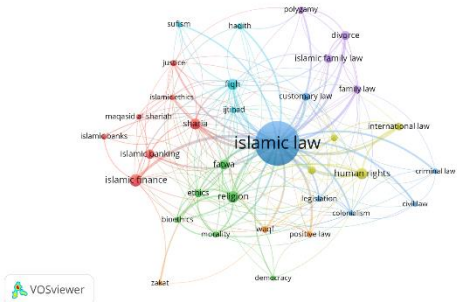 polygamy
sufism
hadith
divorce
islamic family law
justice
fiqh
family law
islamic ethics
customary law
ijtihad
maqasid shariah
sharia
international law
islamic banks
islamic law
islamic banking
fatwa
criminal law
islamic finance
human rights
ethics
religion
legislation
civil law
colonialism
bioethics
morality
waqf
positive law
zakat
democracy
VOSviewer